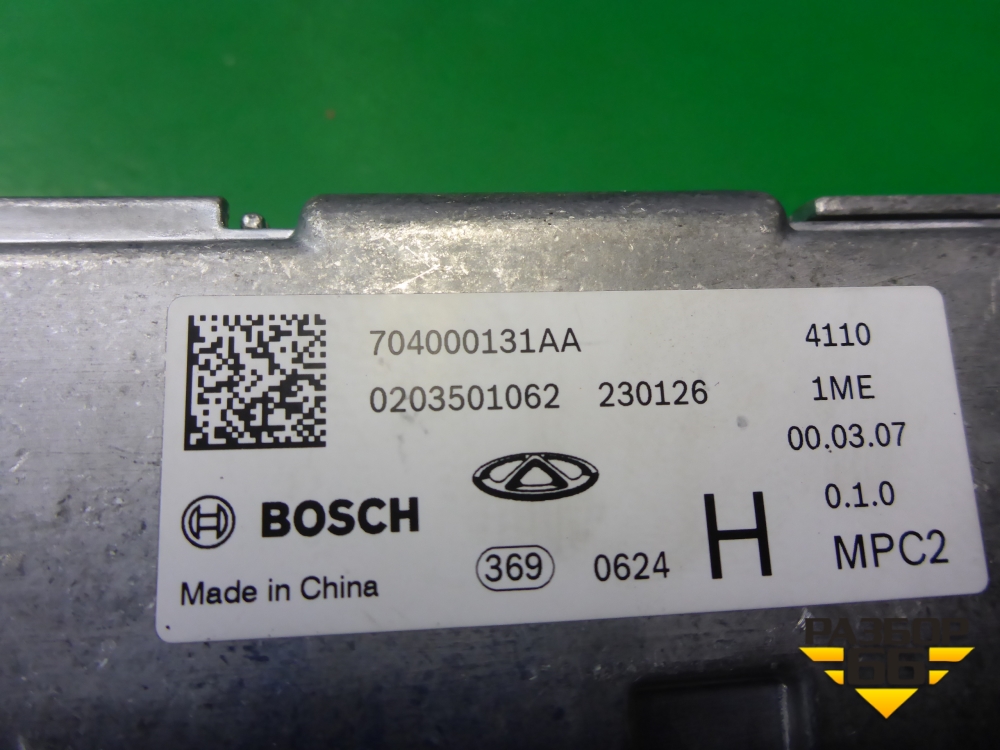 704000131AA 4110
0203501062 230126 1ME
00.03.07
0.1.0
BOSCH
H MPC2
369 0624
Made in China
РАЗБОР
66